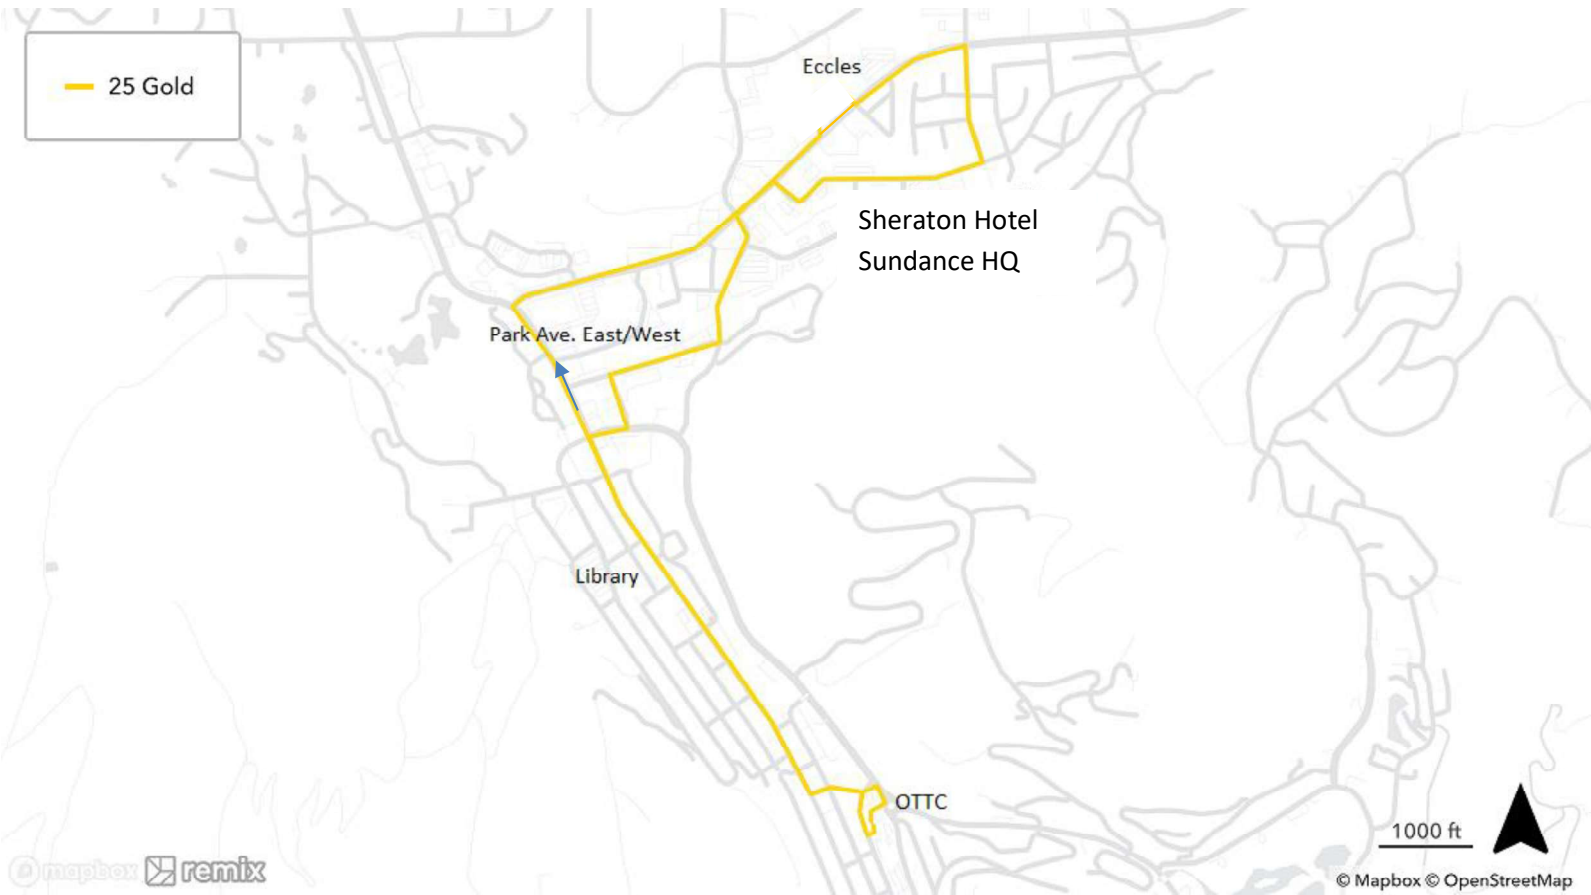 25 Gold
Eccles
Sheraton Hotel
Sundance HQ
Park Ave. East/West
Library
OTTC
1000 ft
mapbox remix
© Mapbox © OpenStreetMap